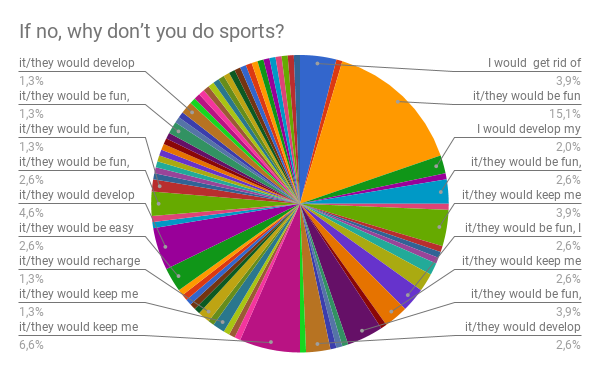 If no, why don't you do sports?
it/they would develop
1,3%
it/they would be fun,
1,3%
it/they would be fun,
1,3%
it/they would be fun,
2,6%
it/they would develop
4,6%
it/they would be easy
2,6%
it/they would recharge
1,3%
it/they would keep me
1,3%
it/they would keep me
6,6%
I would  get rid of
3,9%
it/they would be fun
15,1%
I would develop my
2,0%
it/they would be fun,
2,6%
it/they would keep me
3,9%
it/they would be fun, I
2,6%
it/they would keep me
2,6%
it/they would be fun,
3,9%
it/they would develop
2,6%